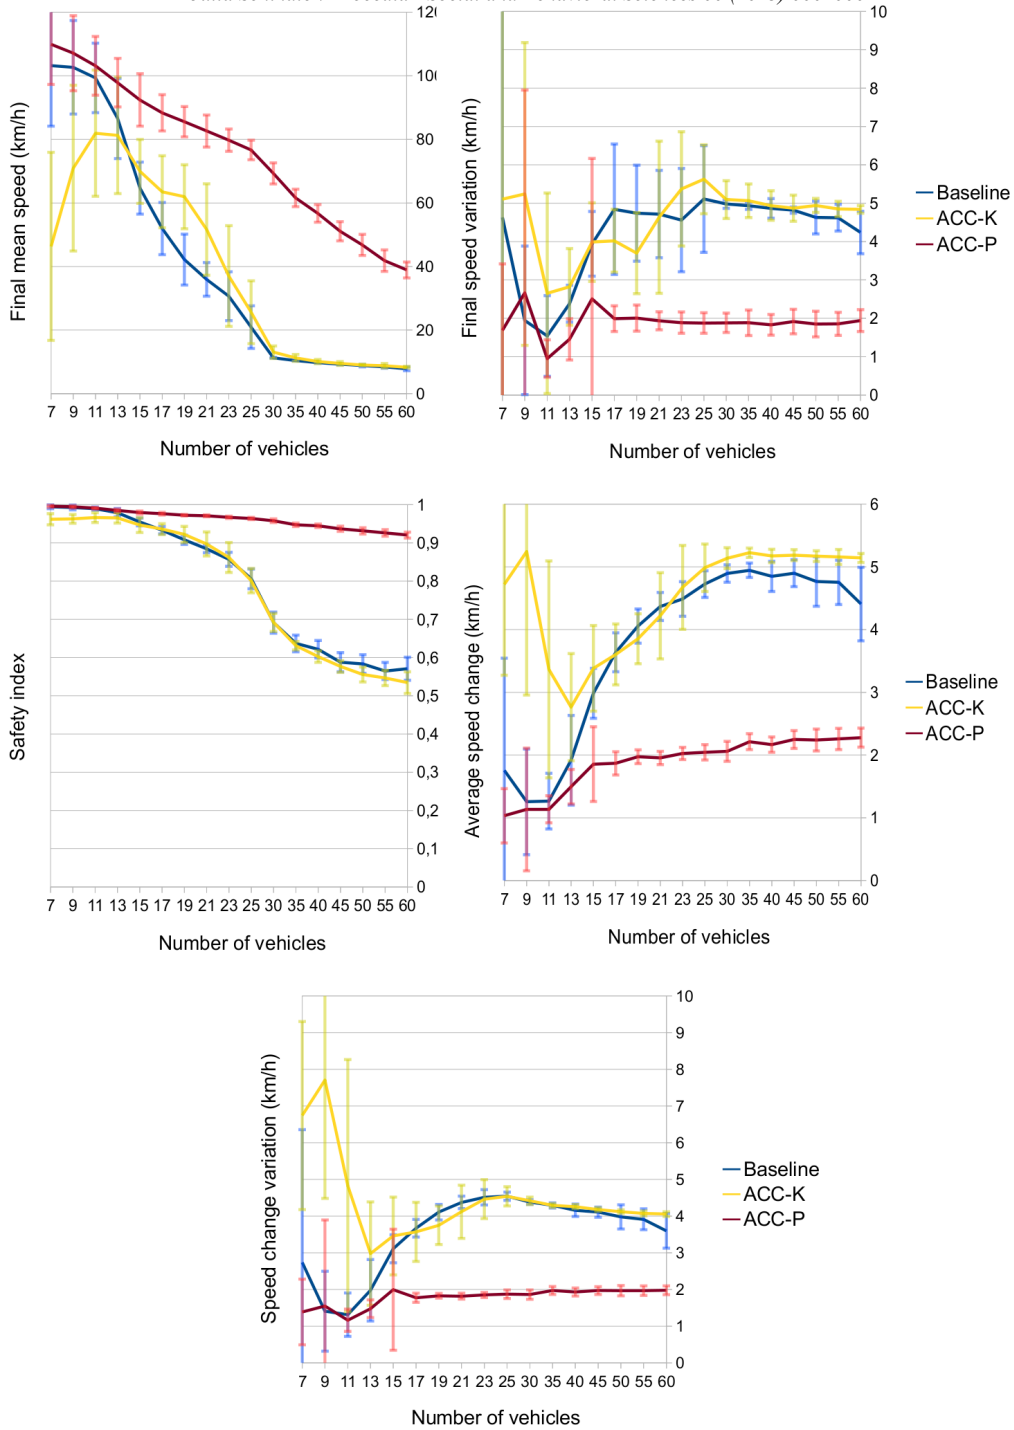 120
100
80
60
40
20
0
Final mean speed (km/h)
7 9 11 13 15 17 19 21 23 25 30 35 40 45 50 55 60
Number of vehicles
10
9
8
7
6
5
4
3
2
1
0
Final speed variation (km/h)
7 9 11 13 15 17 19 21 23 25 30 35 40 45 50 55 60
Number of vehicles
Baseline
ACC-K
ACC-P
1
0,9
0,8
0,7
0,6
0,5
0,4
0,3
0,2
0,1
0
Safety index
7 9 11 13 15 17 19 21 23 25 30 35 40 45 50 55 60
Number of vehicles
6
5
4
3
2
1
0
Average speed change (km/h)
7 9 11 13 15 17 19 21 23 25 30 35 40 45 50 55 60
Number of vehicles
Baseline
ACC-K
ACC-P
10
9
8
7
6
5
4
3
2
1
0
Speed change variation (km/h)
7 9 11 13 15 17 19 21 23 25 30 35 40 45 50 55 60
Number of vehicles
Baseline
ACC-K
ACC-P